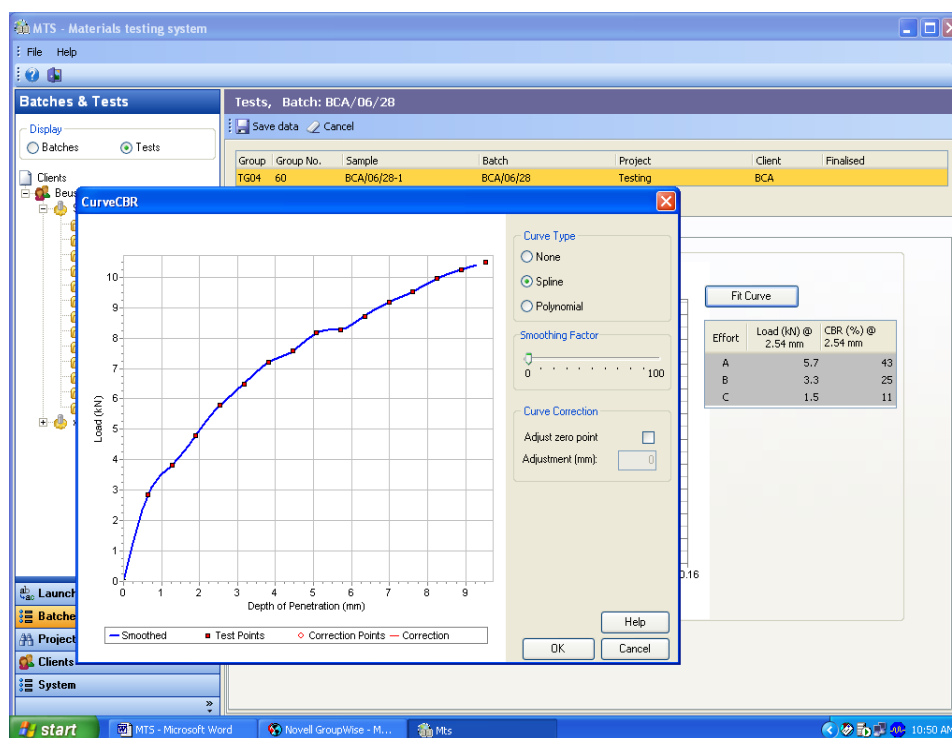 MTS - Materials testing system
File Help
Batches & Tests
Display
Batches Tests
Clients
Beus
Tests, Batch: BCA/06/28
Save data Cancel
Group Group No. Sample Batch Project Client Finalised
TG04 60 BCA/06/28-1 BCA/06/28 Testing BCA
CurveCBR
Load (kN)
10
9
8
7
6
5
4
3
2
1
0
0 1 2 3 4 5 6 7 8 9
Depth of Penetration (mm)
Smoothed Test Points Correction Points Correction
Curve Type
None
Spline
Polynomial
Smoothing Factor
0 100
Curve Correction
Adjust zero point
Adjustment (mm): 0
Help
OK Cancel
Fit Curve
Effort Load (kN) @ 2.54 mm CBR (%) @ 2.54 mm
A 5.7 43
B 3.3 25
C 1.5 11
0.16
Launch
Batche
Project
Clients
System
start MTS - Microsoft Word Novell GroupWise - M... Mts 10:50 AM